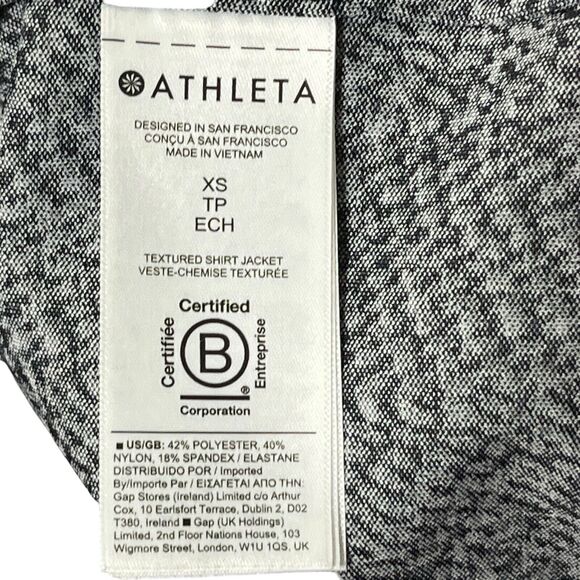 ATHLETA
DESIGNED IN SAN FRANCISCO
CONÇU À SAN FRANCISCO
MADE IN VIETNAM
XS
TP
ECH
TEXTURED SHIRT JACKET
VESTE-CHEMISE TEXTURÉE
Certified
Certifiée
B
Entreprise
®
Corporation
■ US/GB: 42% POLYESTER, 40%
NYLON, 18% SPANDEX / ELASTANE
DISTRIBUIDO POR / Imported
By/Importe Par / ΕΙΣΑΓΕΤΑΙ ΑΠΟ ΤΗΝ:
Gap Stores (Ireland) Limited c/o Arthur
Cox, 10 Earlsfort Terrace, Dublin 2, D02
T380, Ireland ■ Gap (UK Holdings)
Limited, 2nd Floor Nations House, 103
Wigmore Street, London, W1U 1QS, UK